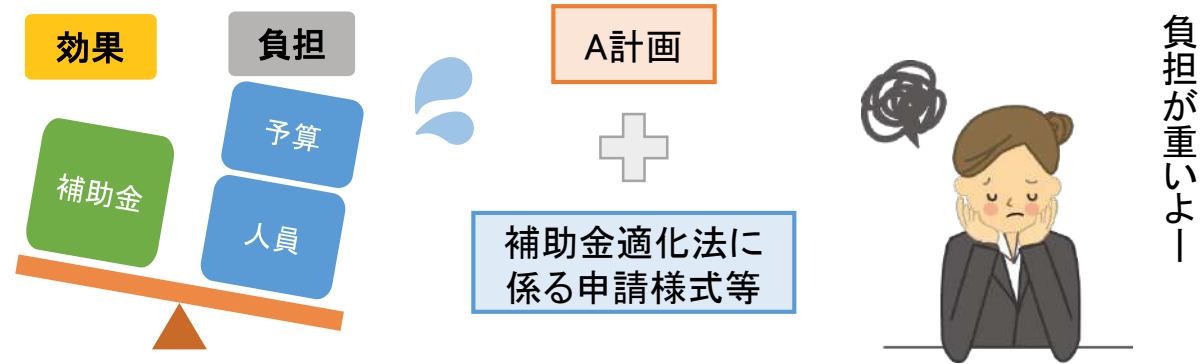 効果
負担
補助金
予算
人員
A計画
補助金適化法に
係る申請様式等
負担が重いよー